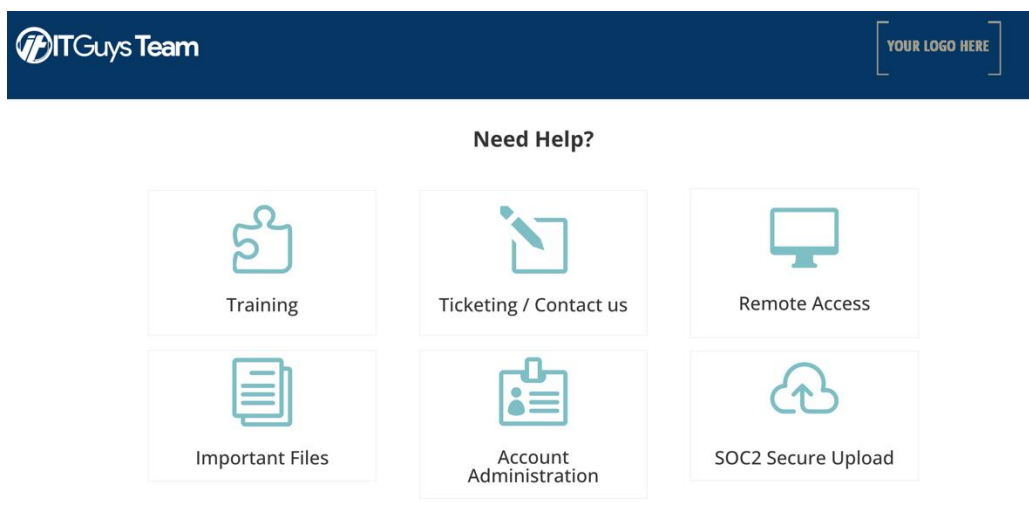 ITGuys Team
YOUR LOGO HERE
Need Help?
Training
Ticketing / Contact us
Remote Access
Important Files
Account
Administration
SOC2 Secure Upload